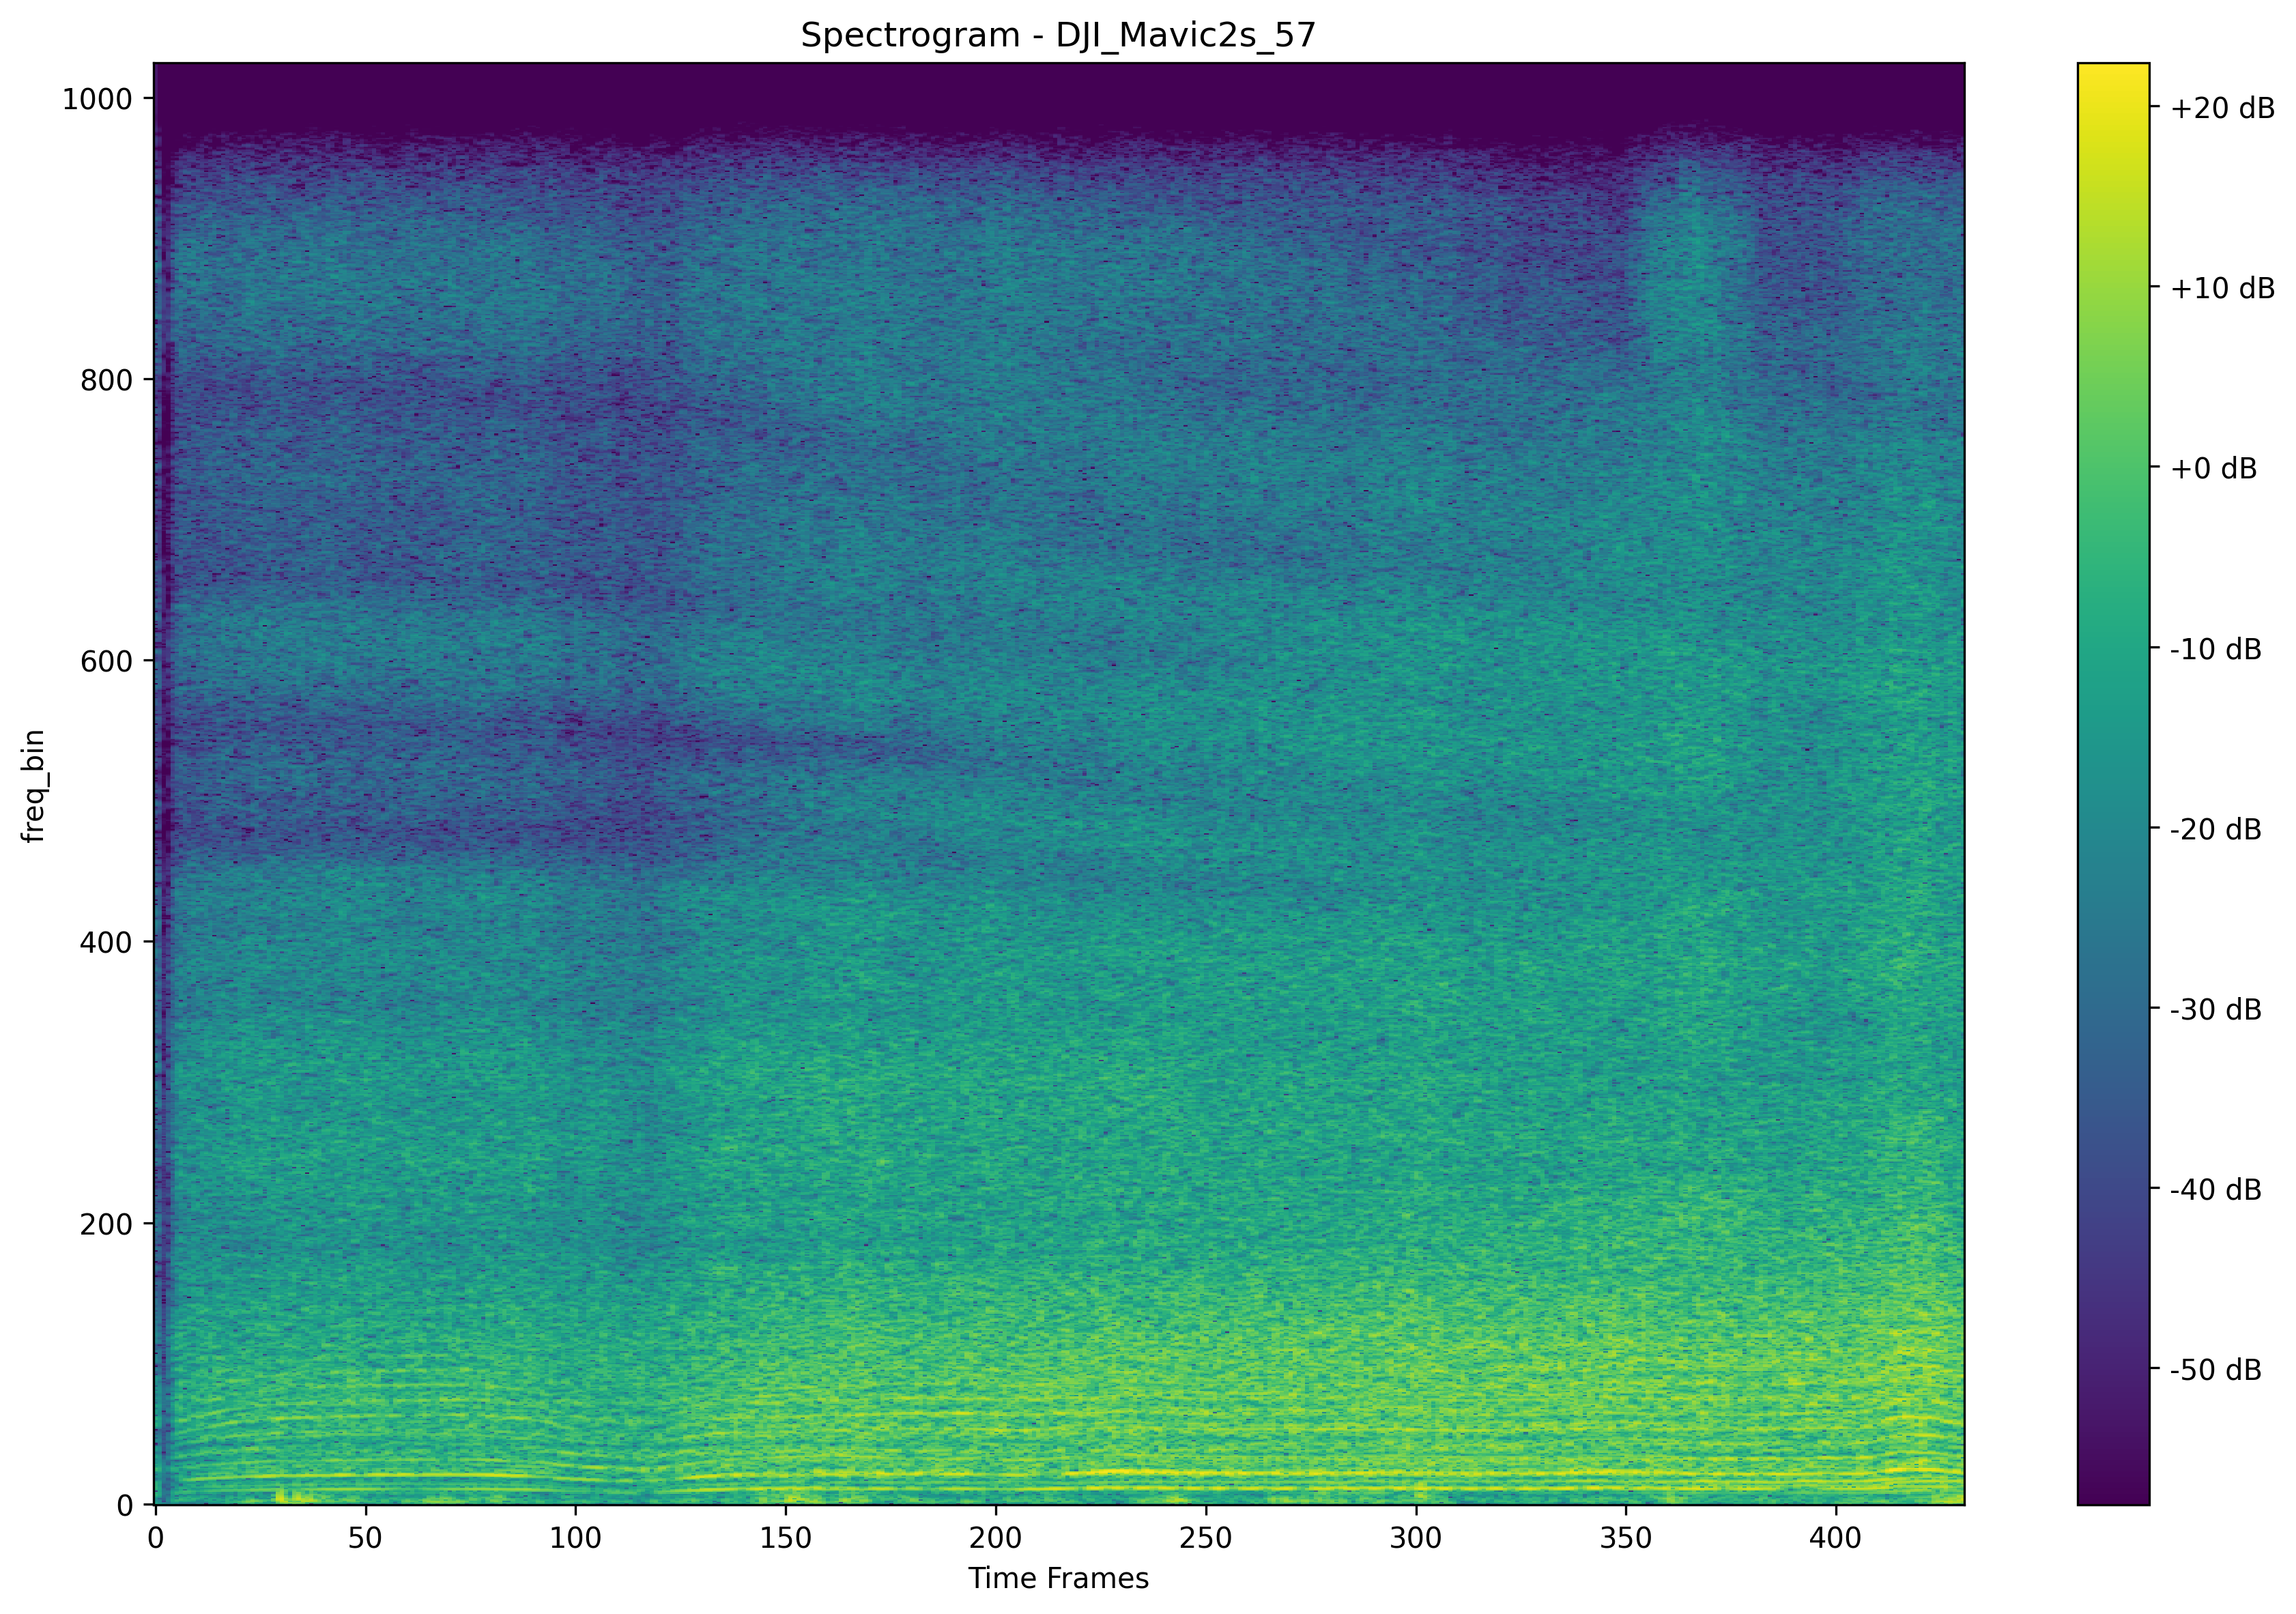 Spectrogram - DJI_Mavic2s_57
1000
800
600
400
200
0
freq_bin
0 50 100 150 200 250 300 350 400
Time Frames
+20 dB
+10 dB
+0 dB
-10 dB
-20 dB
-30 dB
-40 dB
-50 dB